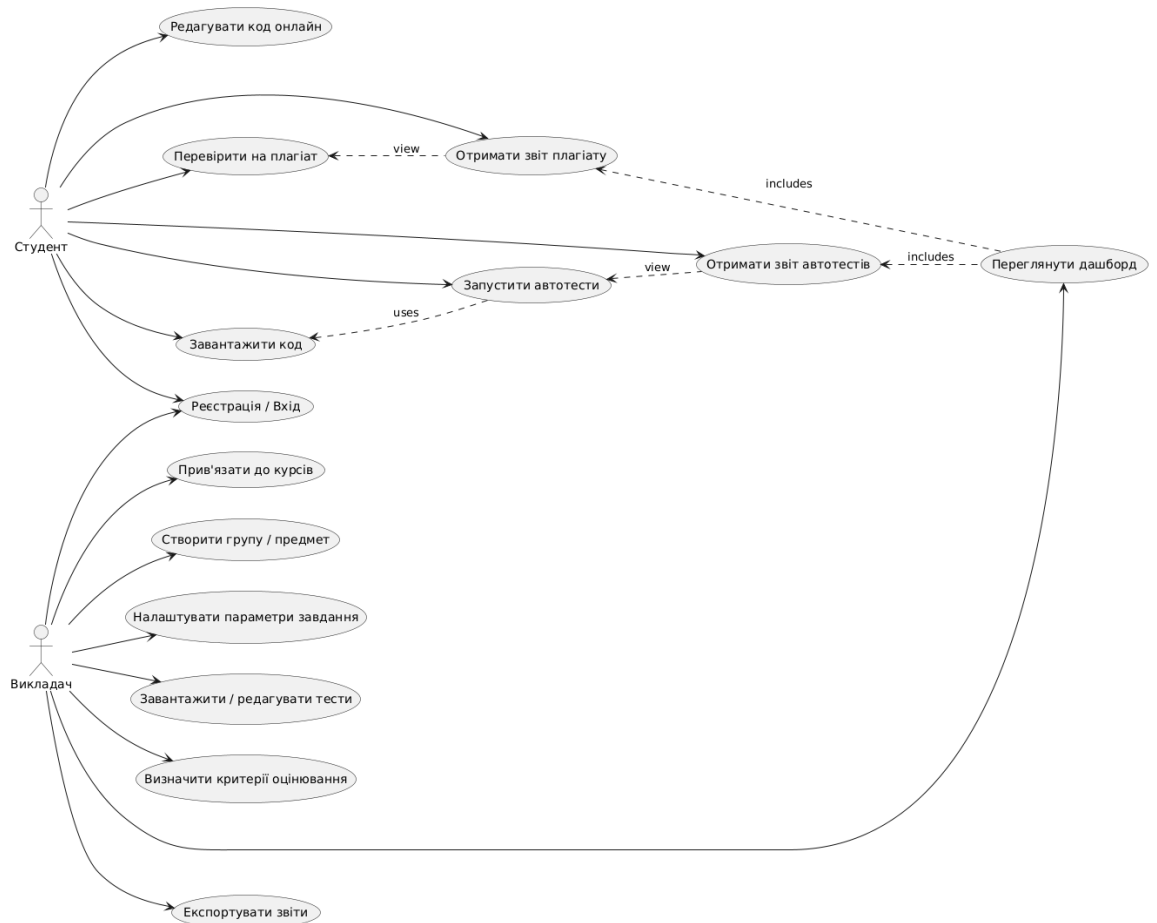 Редагувати код онлайн
Перевірити на плагіат
view
Отримати звіт плагіату
includes
Студент
Запустити автотести
view
Отримати звіт автотестів
includes
Переглянути дашборд
uses
Завантажити код
Реєстрація / Вхід
Прив'язати до курсів
Створити групу / предмет
Налаштувати параметри завдання
Викладач
Завантажити / редагувати тести
Визначити критерії оцінювання
Експортувати звіти